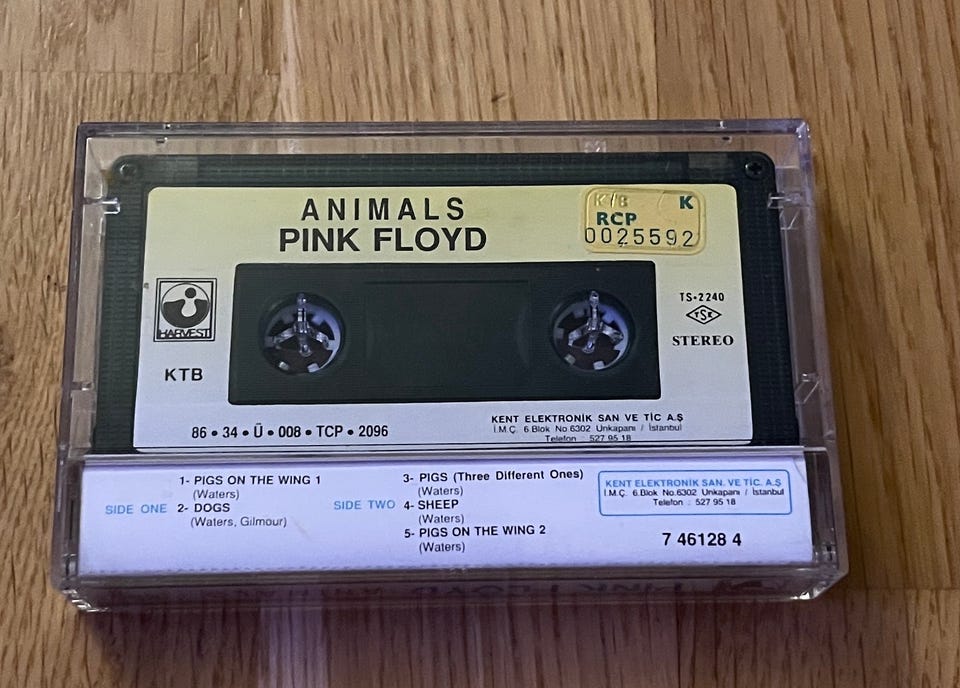 ANIMALS
PINK FLOYD
K/B K
RCP
0025592
HARVEST
KTB
TS•2240
TSE
STEREO
86 • 34 • Ü • 008 • TCP • 2096
KENT ELEKTRONİK SAN VE TİC A.Ş
İ.M.Ç. 6.Blok No.6302 Unkapanı / İstanbul
Telefon : 527 95 18
SIDE ONE
1- PIGS ON THE WING 1
(Waters)
2- DOGS
(Waters, Gilmour)
SIDE TWO
3- PIGS (Three Different Ones)
(Waters)
4- SHEEP
(Waters)
5- PIGS ON THE WING 2
(Waters)
KENT ELEKTRONİK SAN. VE TİC. A.Ş
İ.M.Ç. 6.Blok No.6302 Unkapanı / İstanbul
Telefon : 527 95 18
7 46128 4